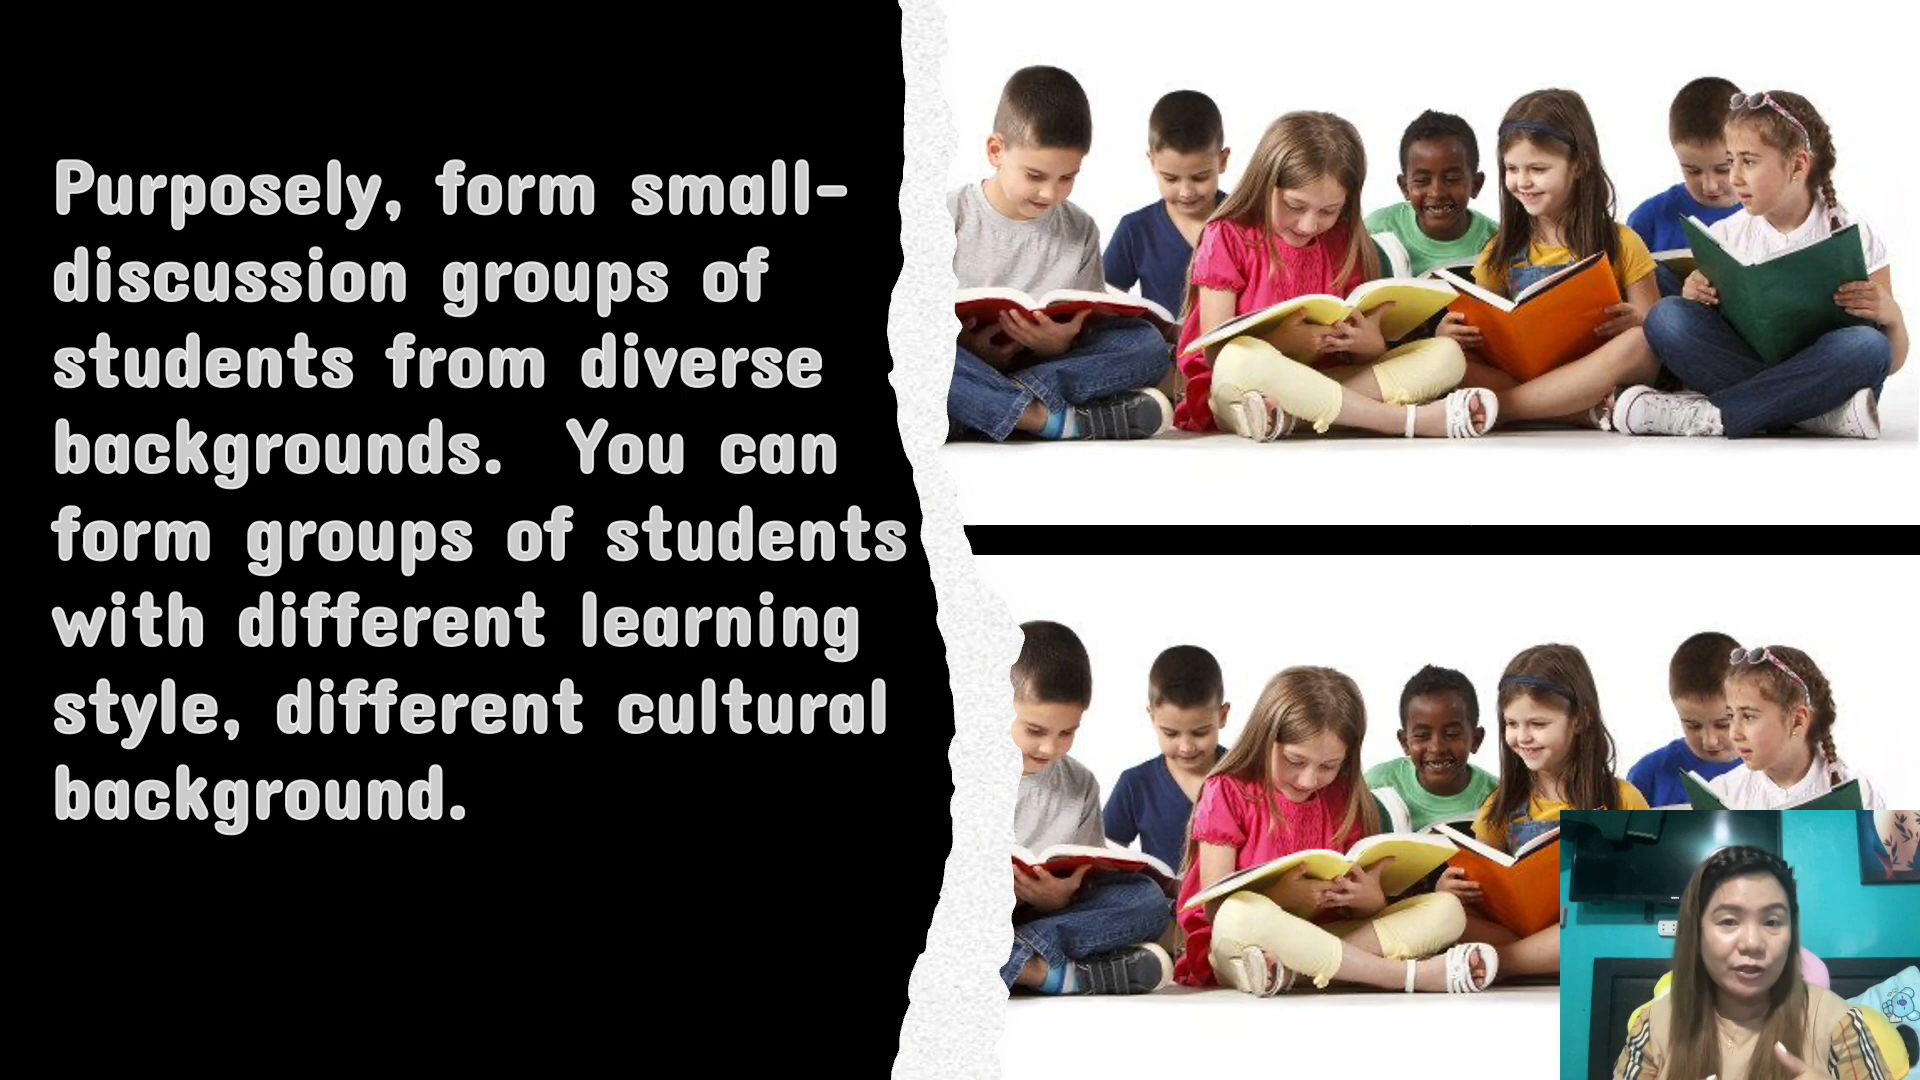 Purposely, form small-
discussion groups of
students from diverse
backgrounds.  You can
form groups of students
with different learning
style, different cultural
background.